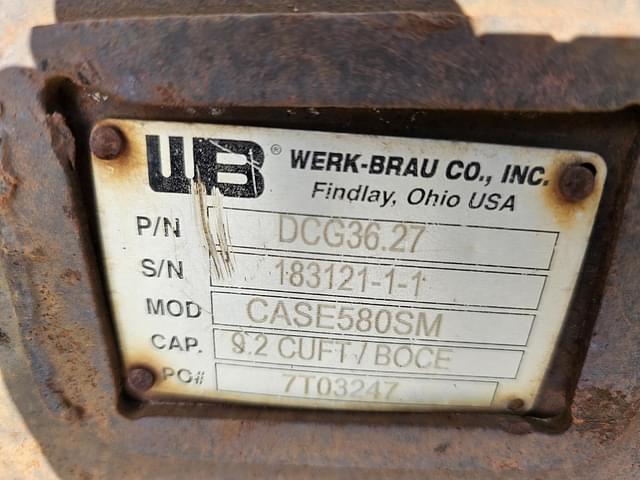 WB® WERK-BRAU CO., INC.
Findlay, Ohio USA
P/N DCG36.27
S/N 183121-1-1
MOD CASE580SM
CAP. 9.2 CUFT / BOCE
PO# 7T03247